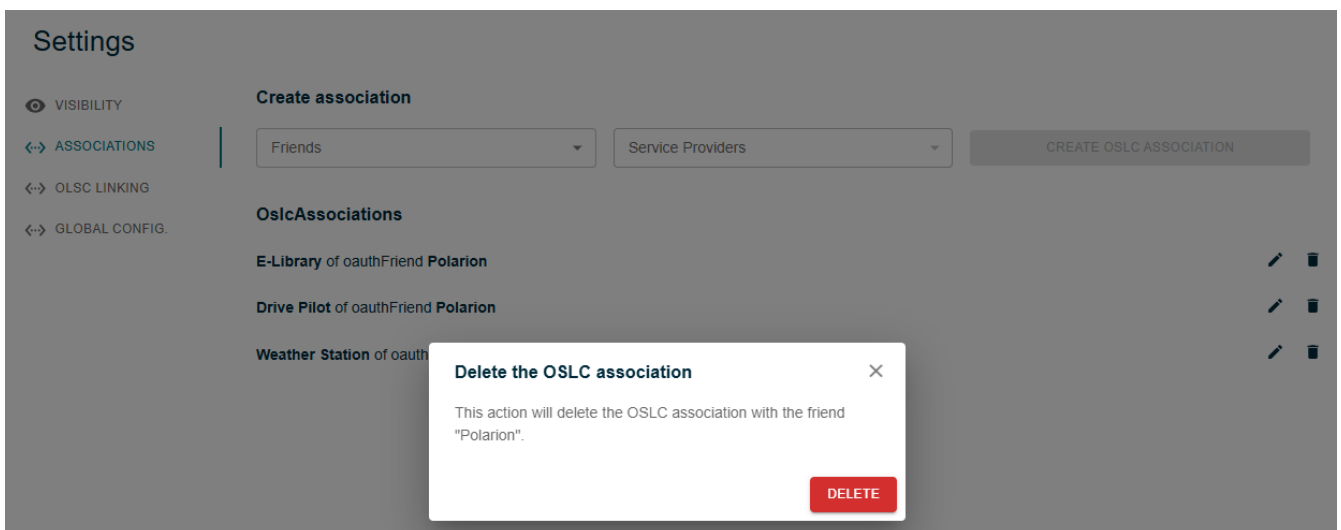 Settings
VISIBILITY
ASSOCIATIONS
OLSC LINKING
GLOBAL CONFIG.
Create association
Friends
Service Providers
CREATE OSLC ASSOCIATION
OslcAssociations
E-Library of oauthFriend Polarion
Drive Pilot of oauthFriend Polarion
Weather Station of oauth
Delete the OSLC association
This action will delete the OSLC association with the friend
"Polarion".
DELETE